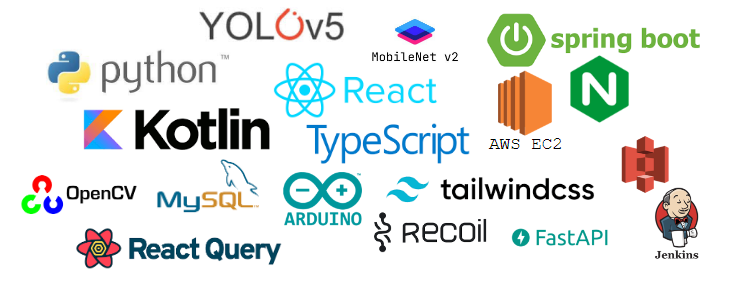 YOLOv5
MobileNet v2
spring boot
python™
React
N
Kotlin
TypeScript
AWS EC2
OpenCV
MySQL
ARDUINO
tailwindcss
Recoil
FastAPI
React Query
Jenkins